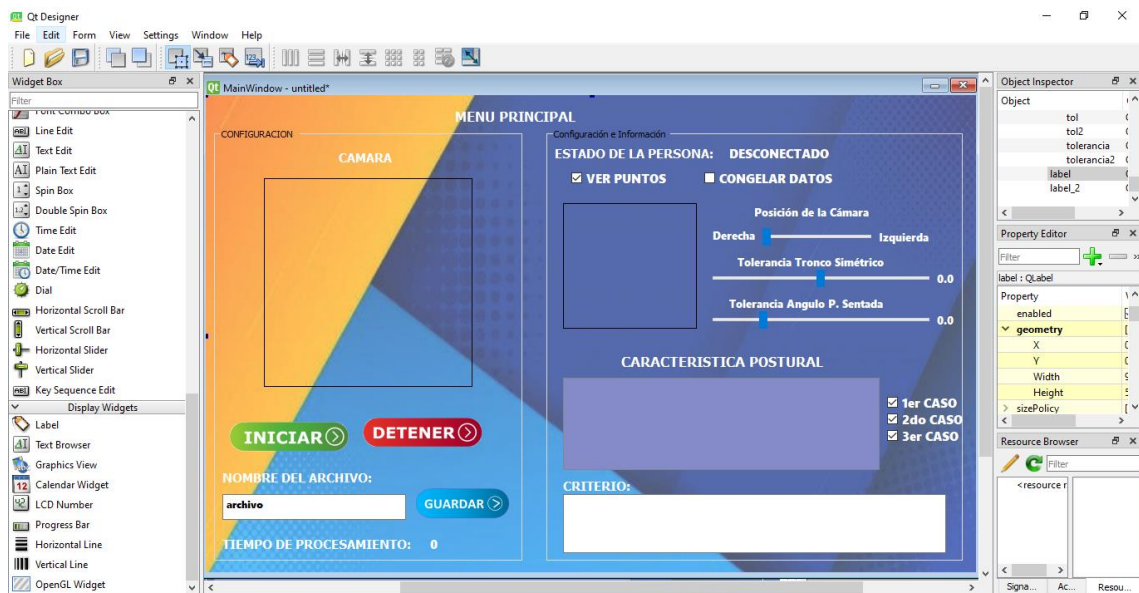 Qt Designer
File Edit Form View Settings Window Help
Widget Box
Filter
Font Combo Box
Line Edit
Text Edit
Plain Text Edit
Spin Box
Double Spin Box
Time Edit
Date Edit
Date/Time Edit
Dial
Horizontal Scroll Bar
Vertical Scroll Bar
Horizontal Slider
Vertical Slider
Key Sequence Edit
Display Widgets
Label
Text Browser
Graphics View
Calendar Widget
LCD Number
Progress Bar
Horizontal Line
Vertical Line
OpenGL Widget
MainWindow - untitled*
MENU PRINCIPAL
CONFIGURACION
CAMARA
INICIAR
DETENER
NOMBRE DEL ARCHIVO:
archivo
GUARDAR
TIEMPO DE PROCESAMIENTO: 0
Configuración e Información
ESTADO DE LA PERSONA: DESCONECTADO
VER PUNTOS
CONGELAR DATOS
Posición de la Cámara
Derecha
Izquierda
Tolerancia Tronco Simétrico
0.0
Tolerancia Angulo P. Sentada
0.0
CARACTERISTICA POSTURAL
1er CASO
2do CASO
3er CASO
CRITERIO:
Object Inspector
Object
tol
tol2
tolerancia
tolerancia2
label
label_2
Property Editor
Filter
label : QLabel
Property
enabled
geometry
X
Y
Width
Height
sizePolicy
Resource Browser
Filter
<resource r
Signa...
Ac...
Resou...